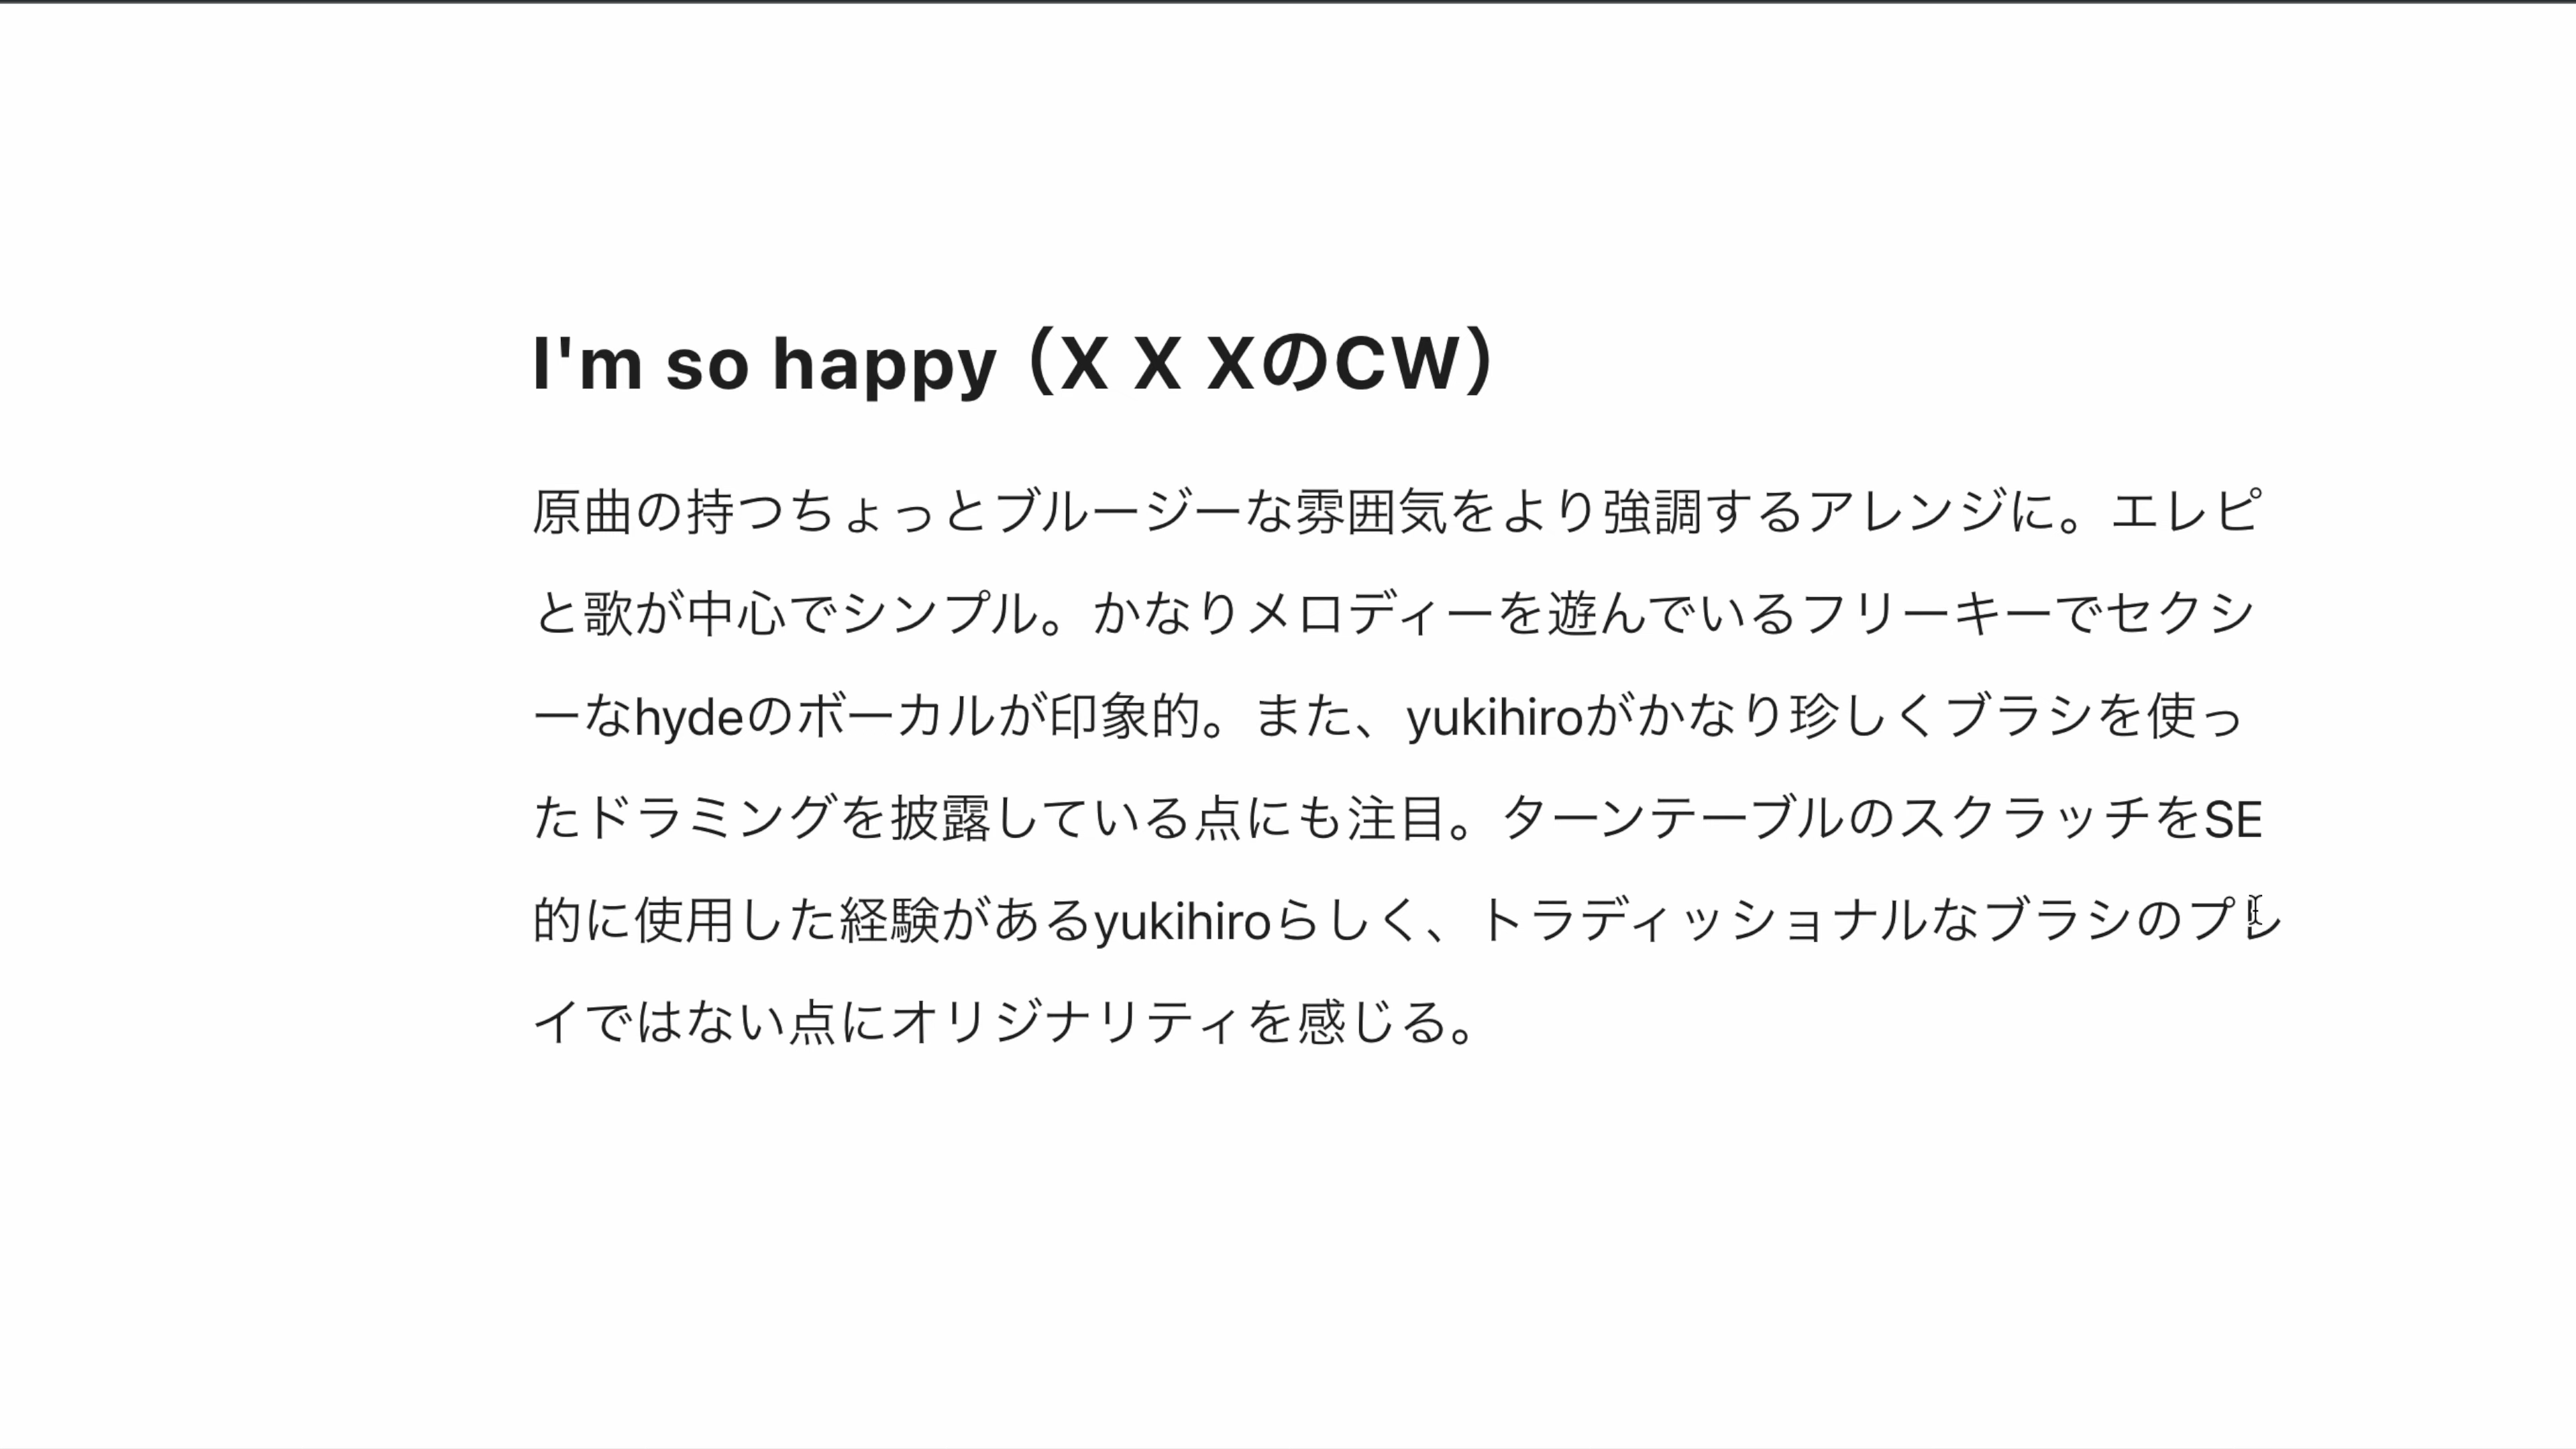 I'm so happy（X X XのCW）
原曲の持つちょっとブルージーな雰囲気をより強調するアレンジに。エレピ
と歌が中心でシンプル。かなりメロディーを遊んでいるフリーキーでセクシ
ーなhydeのボーカルが印象的。また、yukihiroがかなり珍しくブラシを使っ
たドラミングを披露している点にも注目。ターンテーブルのスクラッチをSE
的に使用した経験があるyukihiroらしく、トラディッショナルなブラシのプレ
イではない点にオリジナリティを感じる。